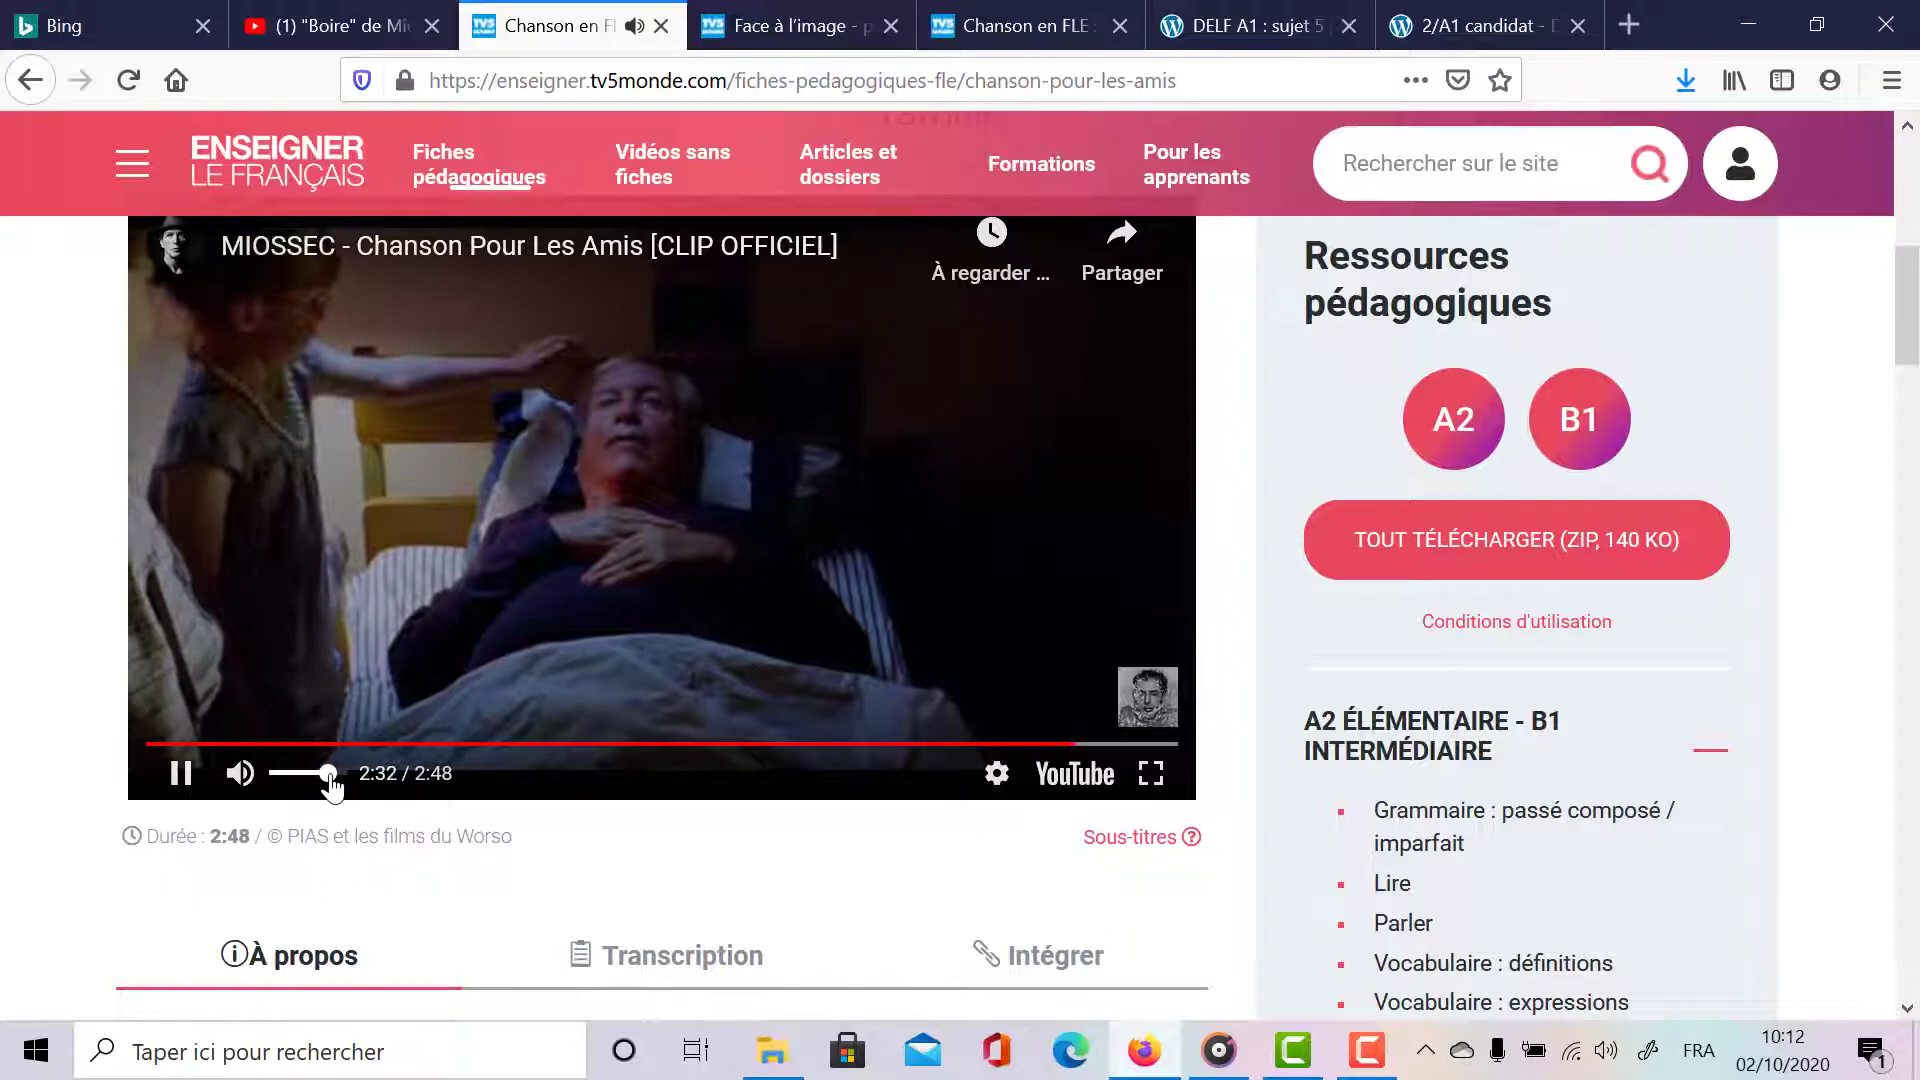 Bing
(1) "Boire" de Mio
Chanson en Fl
Face à l'image - p
Chanson en FLE :
DELF A1 : sujet 5
2/A1 candidat - D
https://enseigner.tv5monde.com/fiches-pedagogiques-fle/chanson-pour-les-amis
ENSEIGNER
LE FRANÇAIS
Fiches
pédagogiques
Vidéos sans
fiches
Articles et
dossiers
Formations
Pour les
apprenants
Rechercher sur le site
MIOSSEC - Chanson Pour Les Amis [CLIP OFFICIEL]
À regarder ...
Partager
2:32 / 2:48
YouTube
Durée : 2:48 / © PIAS et les films du Worso
Sous-titres
À propos
Transcription
Intégrer
Ressources
pédagogiques
A2
B1
TOUT TÉLÉCHARGER (ZIP, 140 KO)
Conditions d'utilisation
A2 ÉLÉMENTAIRE - B1
INTERMÉDIAIRE
Grammaire : passé composé /
imparfait
Lire
Parler
Vocabulaire : définitions
Vocabulaire : expressions
Taper ici pour rechercher
FRA
10:12
02/10/2020
1